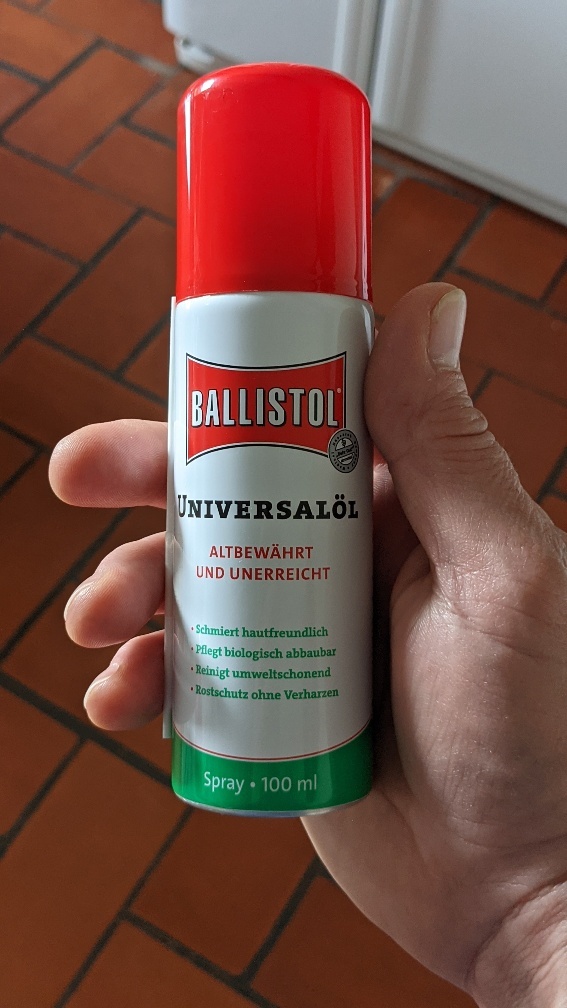 BALLISTOL
UNIVERSALÖL
ALTBEWÄHRT
UND UNERREICHT
• Schmiert hautfreundlich
• Pflegt biologisch abbaubar
• Reinigt umweltschonend
• Rostschutz ohne Verharzen
Spray • 100 ml